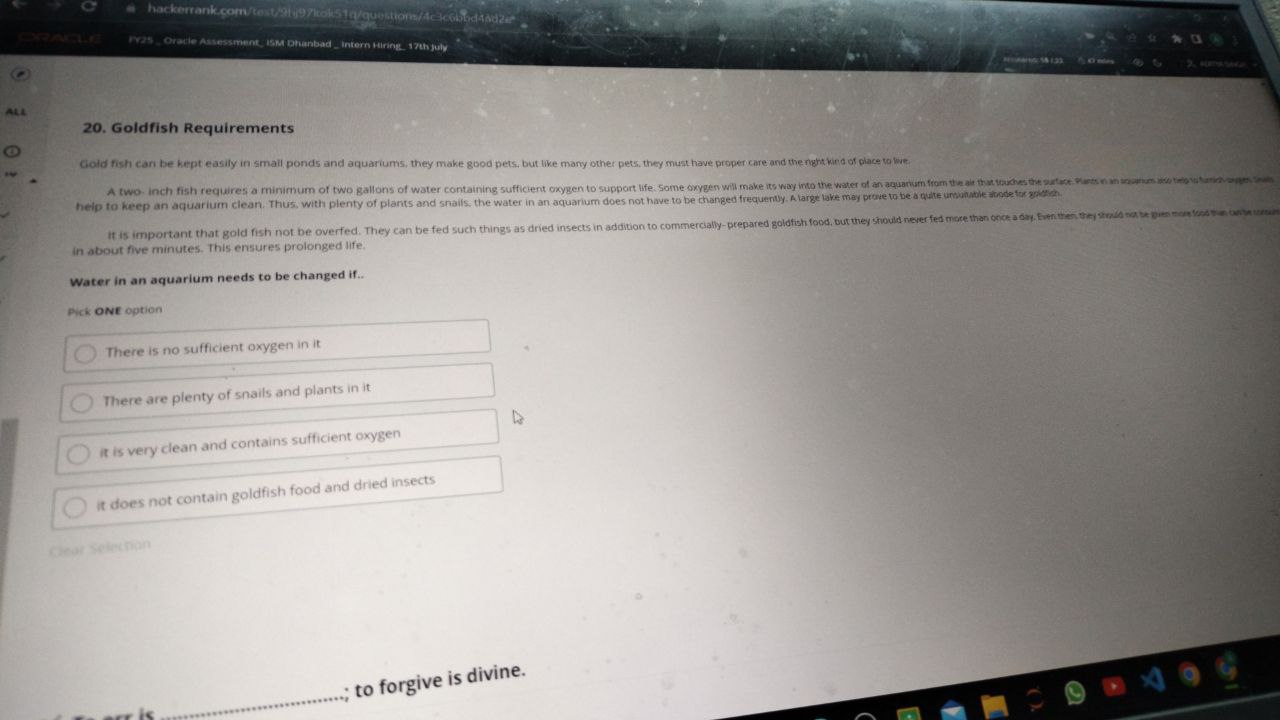 hackerrank.com/test/9hj97kok51q/questions/4c3c6bbd4ad2e
ORACLE FY25 _ Oracle Assessment_ ISM Dhanbad _ Intern Hiring_ 17th July
ALL
20. Goldfish Requirements
Gold fish can be kept easily in small ponds and aquariums, they make good pets, but like many other pets, they must have proper care and the right kind of place to live.
A two- inch fish requires a minimum of two gallons of water containing sufficient oxygen to support life. Some oxygen will make its way into the water of an aquarium from the air that touches the surface. Plants in an aquarium also help to furnish oxygen. Snails
help to keep an aquarium clean. Thus, with plenty of plants and snails, the water in an aquarium does not have to be changed frequently. A large lake may prove to be a quite unsuitable abode for goldfish.
It is important that gold fish not be overfed. They can be fed such things as dried insects in addition to commercially- prepared goldfish food, but they should never fed more than once a day. Even then, they should not be given more food than can be
in about five minutes. This ensures prolonged life.
Water in an aquarium needs to be changed if..
Pick ONE option
There is no sufficient oxygen in it
There are plenty of snails and plants in it
it is very clean and contains sufficient oxygen
it does not contain goldfish food and dried insects
Clear Selection
To err is ..............................; to forgive is divine.